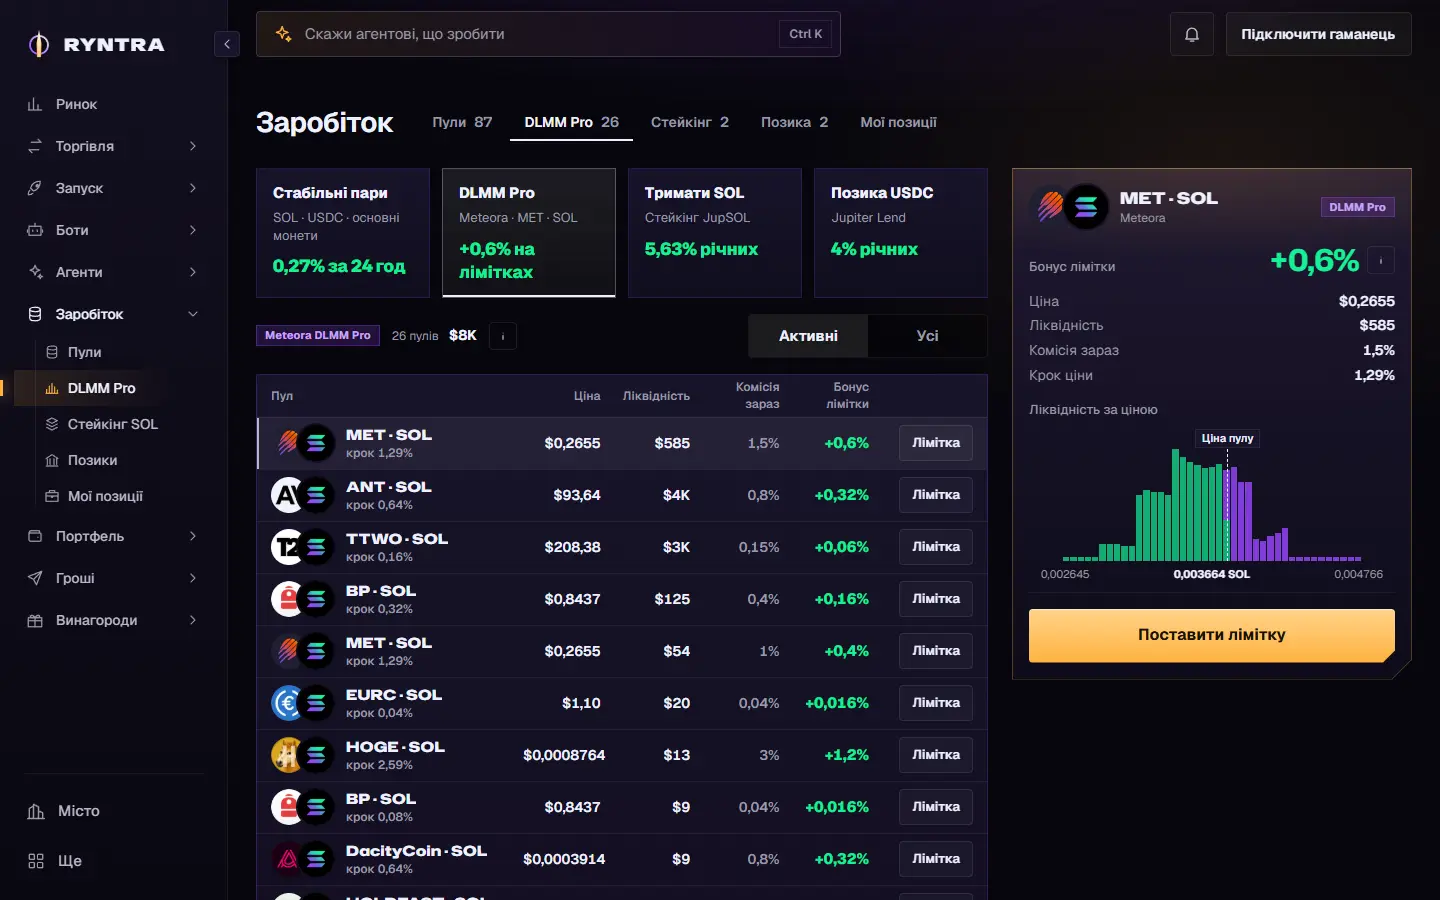 RYNTRA
Скажи агентові, що зробити
Ctrl K
Підключити гаманець
Ринок
Торгівля
Запуск
Боти
Агенти
Заробіток
Пули
DLMM Pro
Стейкінг SOL
Позики
Мої позиції
Портфель
Гроші
Винагороди
Місто
Ще
Заробіток
Пули 87
DLMM Pro 26
Стейкінг 2
Позика 2
Мої позиції
Стабільні пари
SOL · USDC · основні
монети
0,27% за 24 год
DLMM Pro
Meteora · MET · SOL
+0,6% на
лімітках
Тримати SOL
Стейкінг JupSOL
5,63% річних
Позика USDC
Jupiter Lend
4% річних
Meteora DLMM Pro
26 пулів $8K
Активні
Усі
Пул
Ціна
Ліквідність
Комісія
зараз
Бонус
лімітки
MET · SOL
крок 1,29%
$0,2655
$585
1,5%
+0,6%
Лімітка
ANT · SOL
крок 0,64%
$93,64
$4K
0,8%
+0,32%
Лімітка
TTWO · SOL
крок 0,16%
$208,38
$3K
0,15%
+0,06%
Лімітка
BP · SOL
крок 0,32%
$0,8437
$125
0,4%
+0,16%
Лімітка
MET · SOL
крок 1,29%
$0,2655
$54
1%
+0,4%
Лімітка
EURC · SOL
крок 0,04%
$1,10
$20
0,04%
+0,016%
Лімітка
HOGE · SOL
крок 2,59%
$0,0008764
$13
3%
+1,2%
Лімітка
BP · SOL
крок 0,08%
$0,8437
$9
0,04%
+0,016%
Лімітка
DacityCoin · SOL
крок 0,64%
$0,0003914
$9
0,8%
+0,32%
Лімітка
MET · SOL
Meteora
DLMM Pro
Бонус лімітки
+0,6%
Ціна
$0,2655
Ліквідність
$585
Комісія зараз
1,5%
Крок ціни
1,29%
Ліквідність за ціною
Ціна пулу
0,002645
0,003664 SOL
0,004766
Поставити лімітку